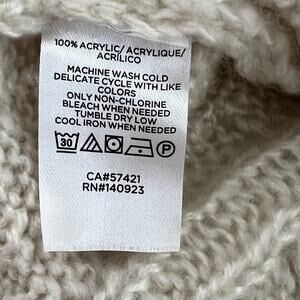 100% ACRYLIC/ ACRYLIQUE/
ACRÍLICO
MACHINE WASH COLD
DELICATE CYCLE WITH LIKE
COLORS
ONLY NON-CHLORINE
BLEACH WHEN NEEDED
TUMBLE DRY LOW
COOL IRON WHEN NEEDED
30 P
CA#57421
RN#140923